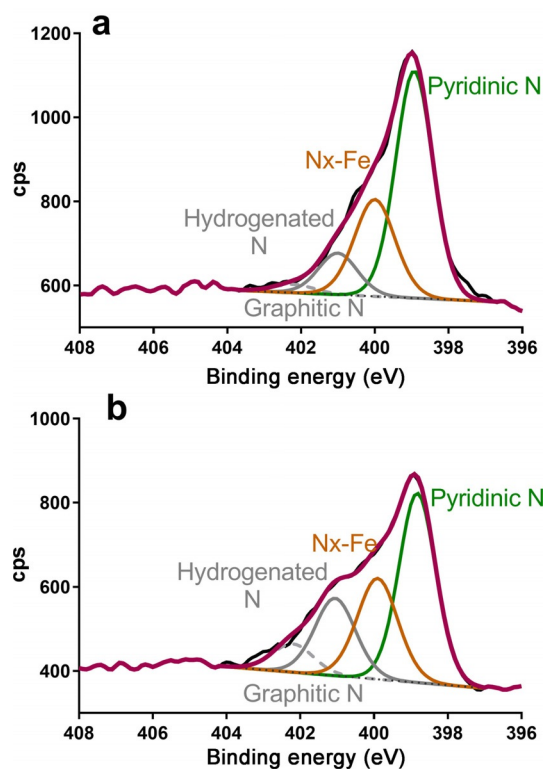 a
1200
1000
800
600
cps
Pyridinic N
Nx-Fe
Hydrogenated
N
Graphitic N
408 406 404 402 400 398 396
Binding energy (eV)
b
1000
800
600
400
cps
Pyridinic N
Nx-Fe
Hydrogenated
N
Graphitic N
408 406 404 402 400 398 396
Binding energy (eV)